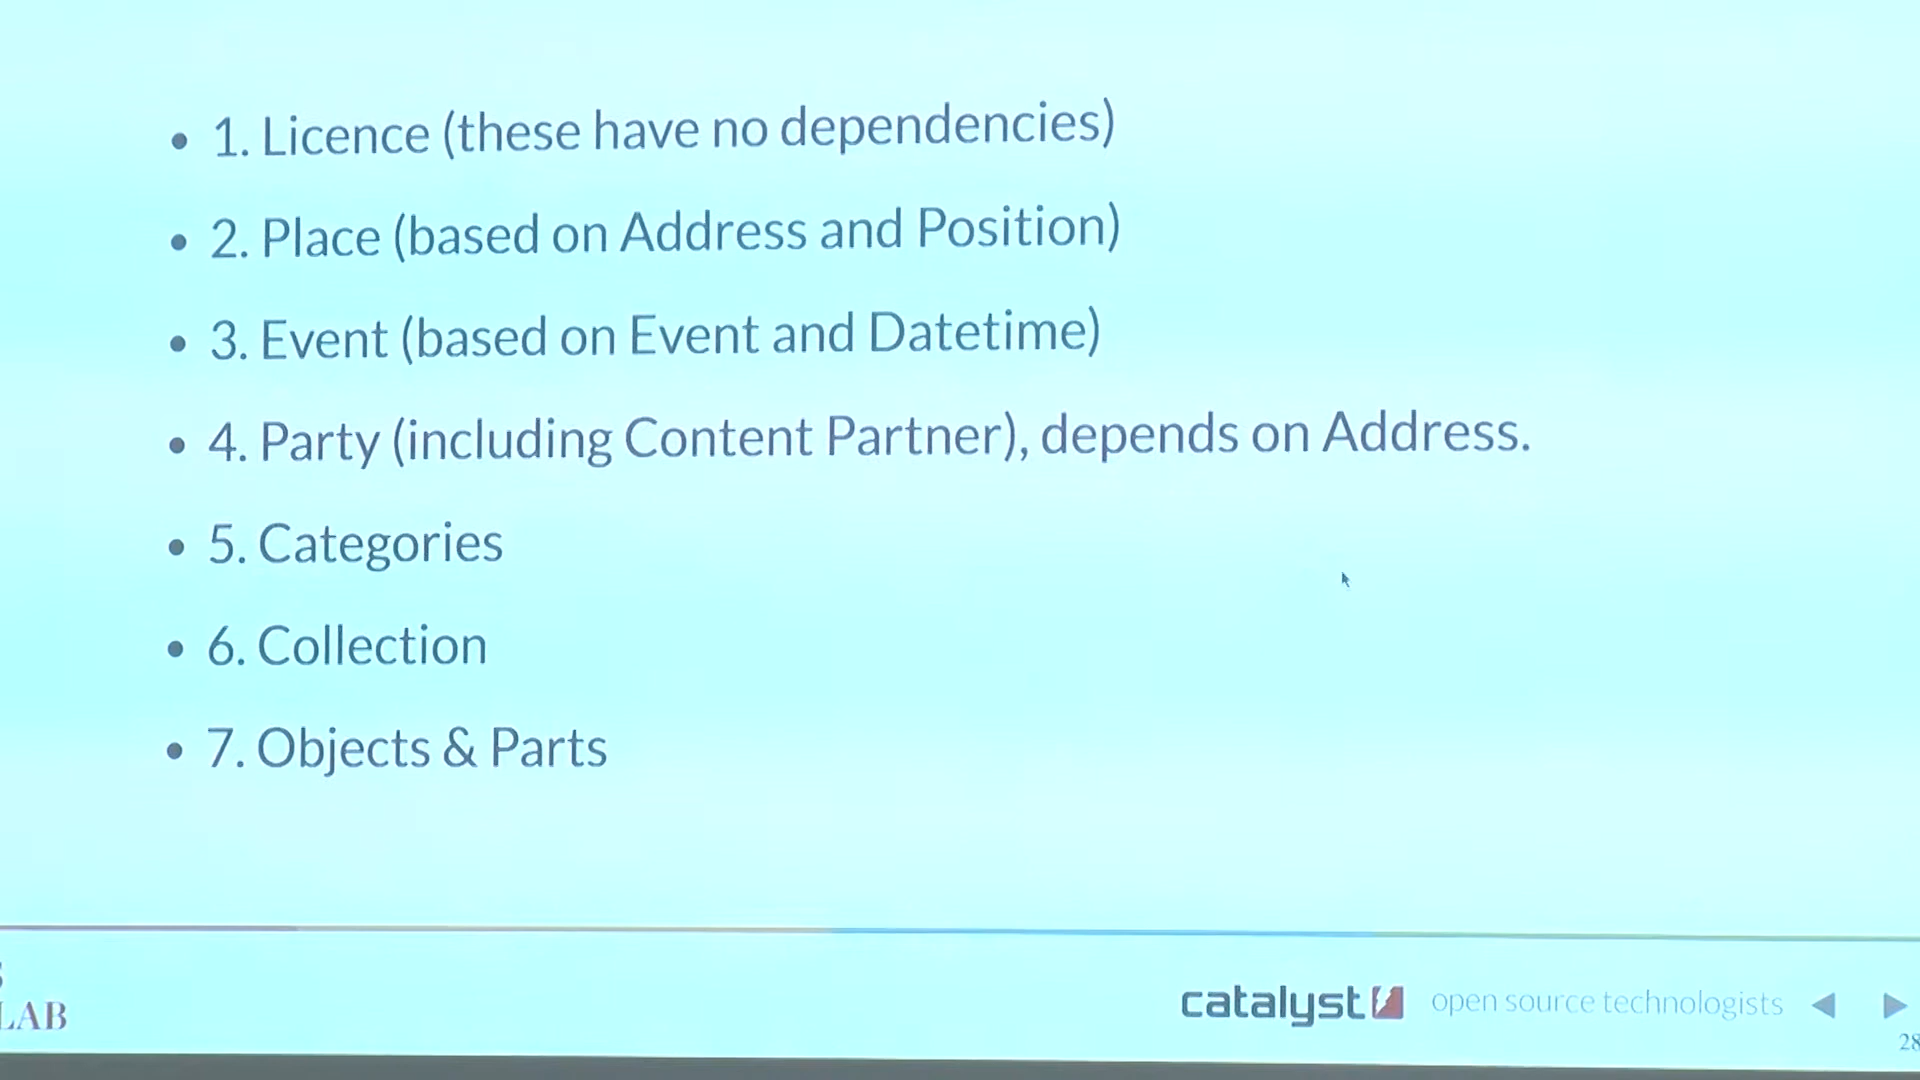 • 1. Licence (these have no dependencies)
• 2. Place (based on Address and Position)
• 3. Event (based on Event and Datetime)
• 4. Party (including Content Partner), depends on Address.
• 5. Categories
• 6. Collection
• 7. Objects & Parts
LAB
catalyst open source technologists
28